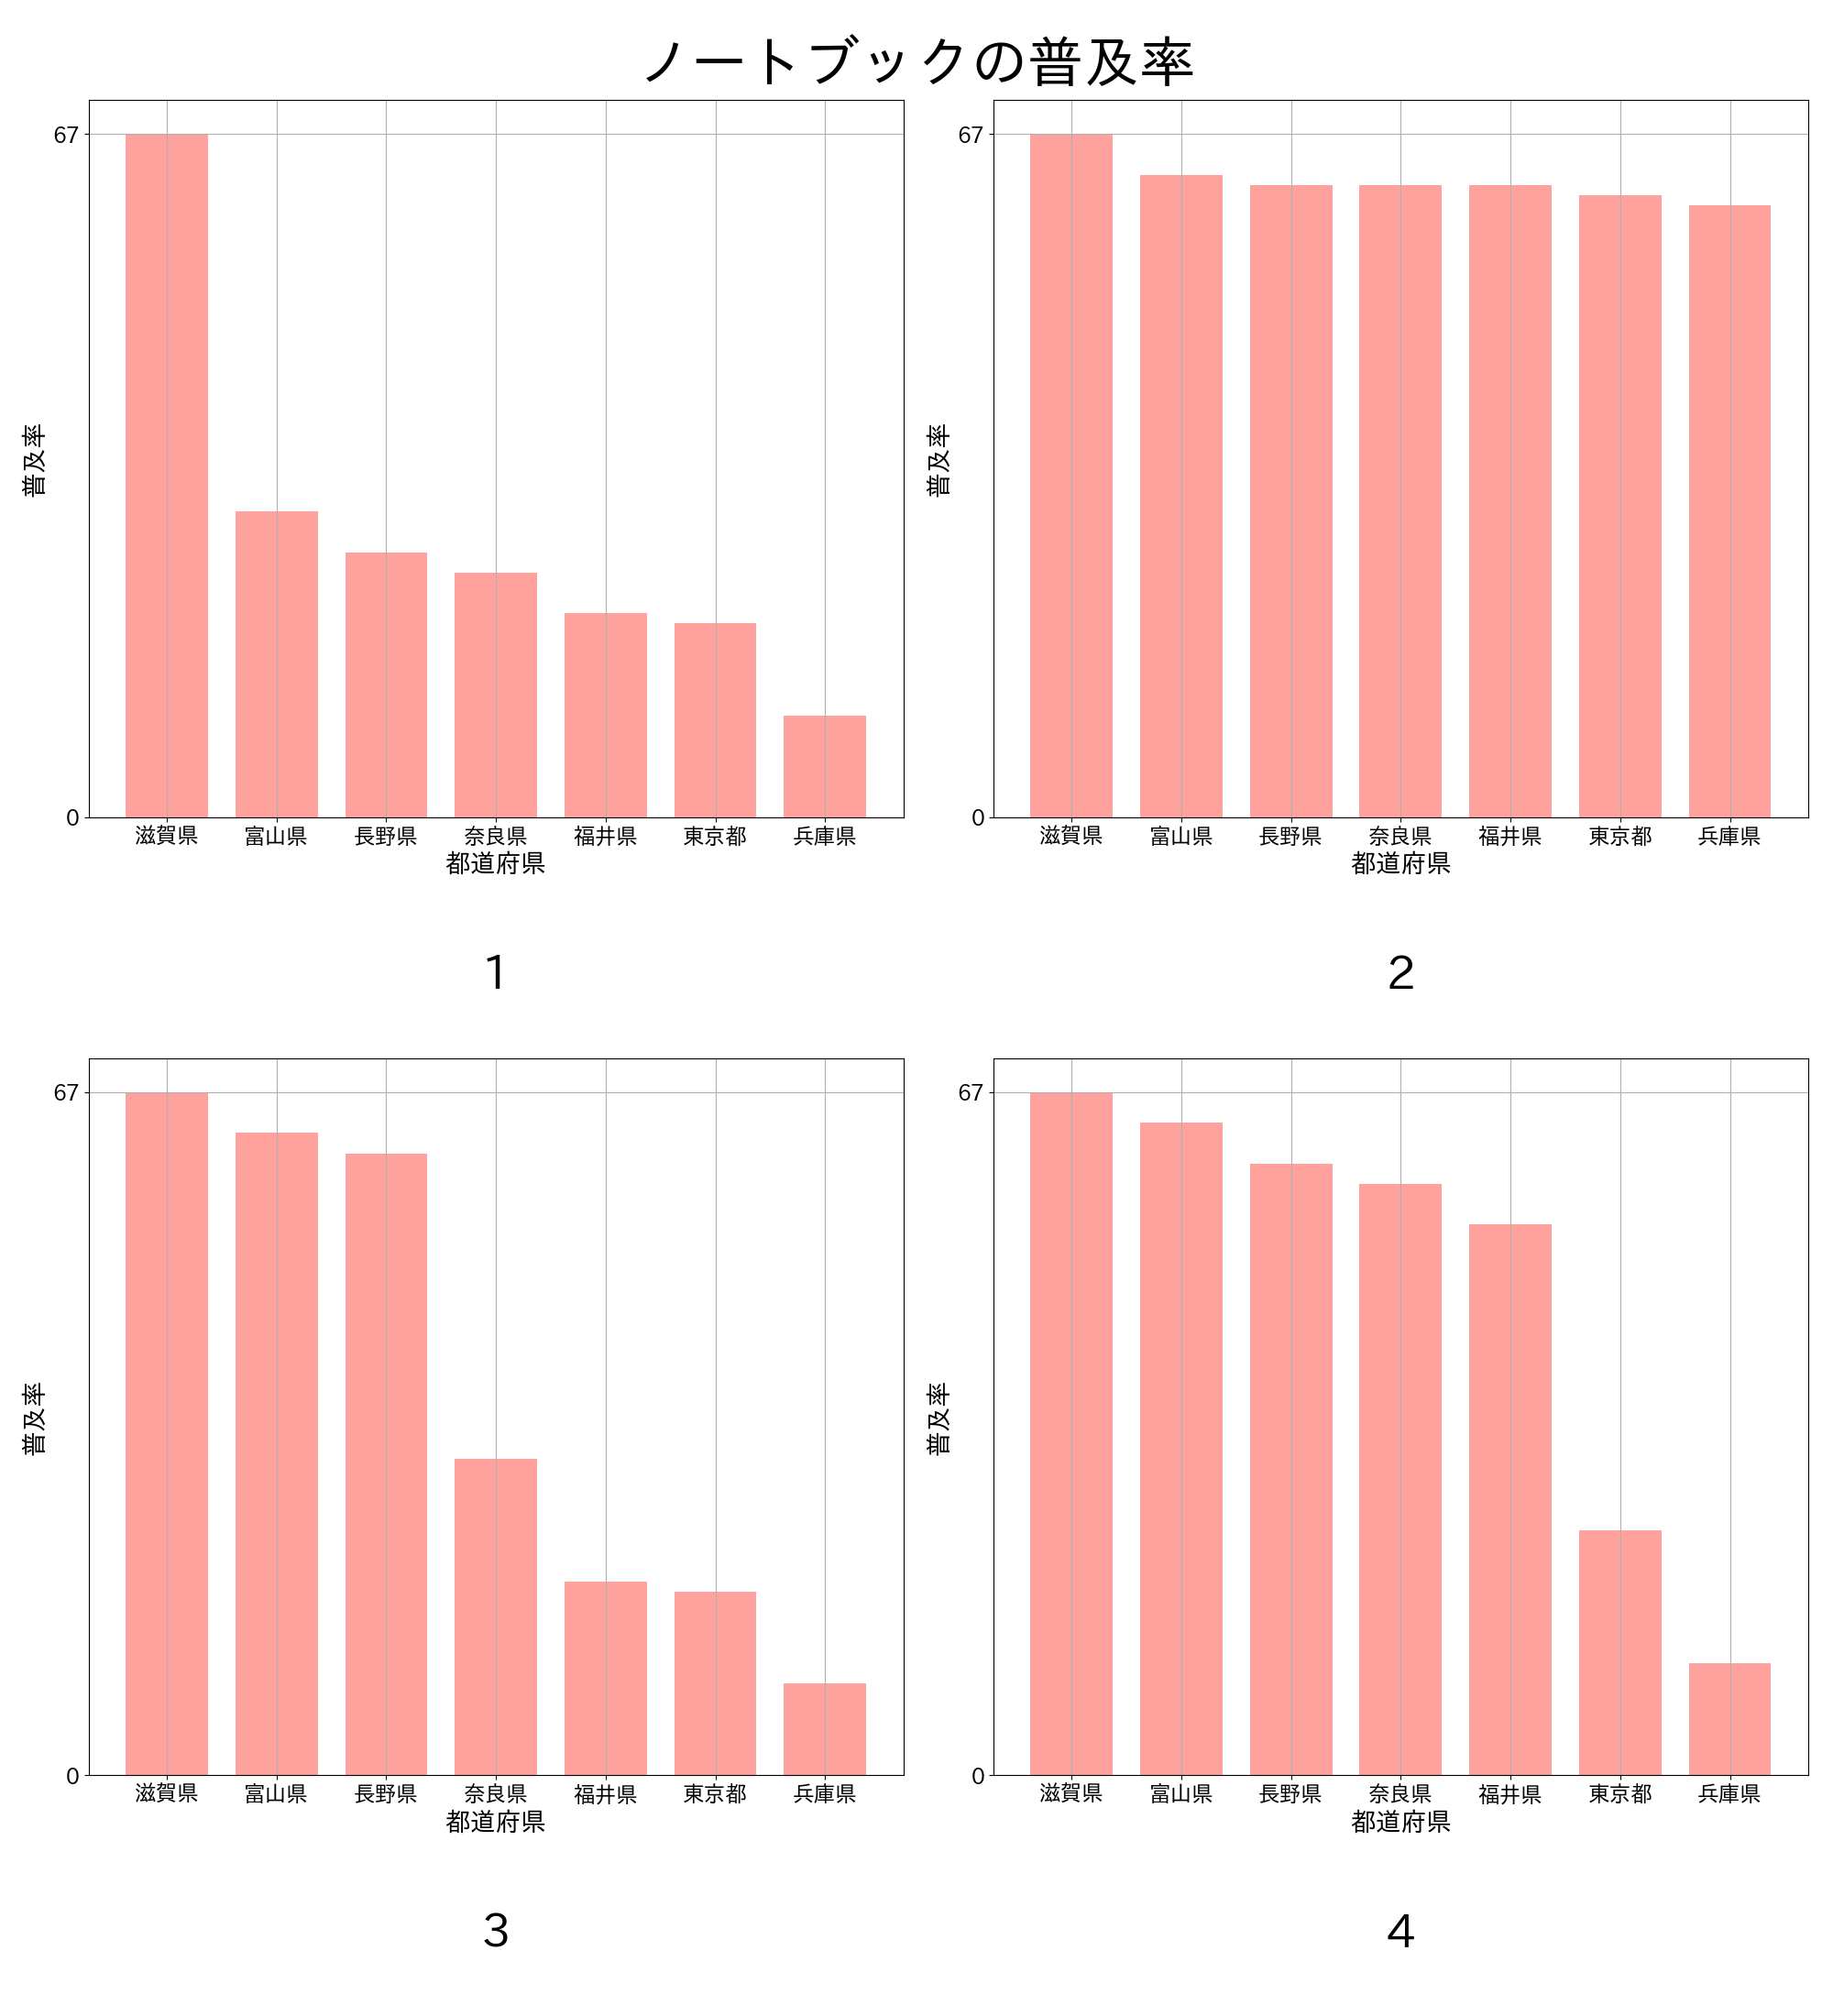 ノートブックの普及率
67
0
普及率
滋賀県 富山県 長野県 奈良県 福井県 東京都 兵庫県
都道府県
1
67
0
普及率
滋賀県 富山県 長野県 奈良県 福井県 東京都 兵庫県
都道府県
2
67
0
普及率
滋賀県 富山県 長野県 奈良県 福井県 東京都 兵庫県
都道府県
3
67
0
普及率
滋賀県 富山県 長野県 奈良県 福井県 東京都 兵庫県
都道府県
4